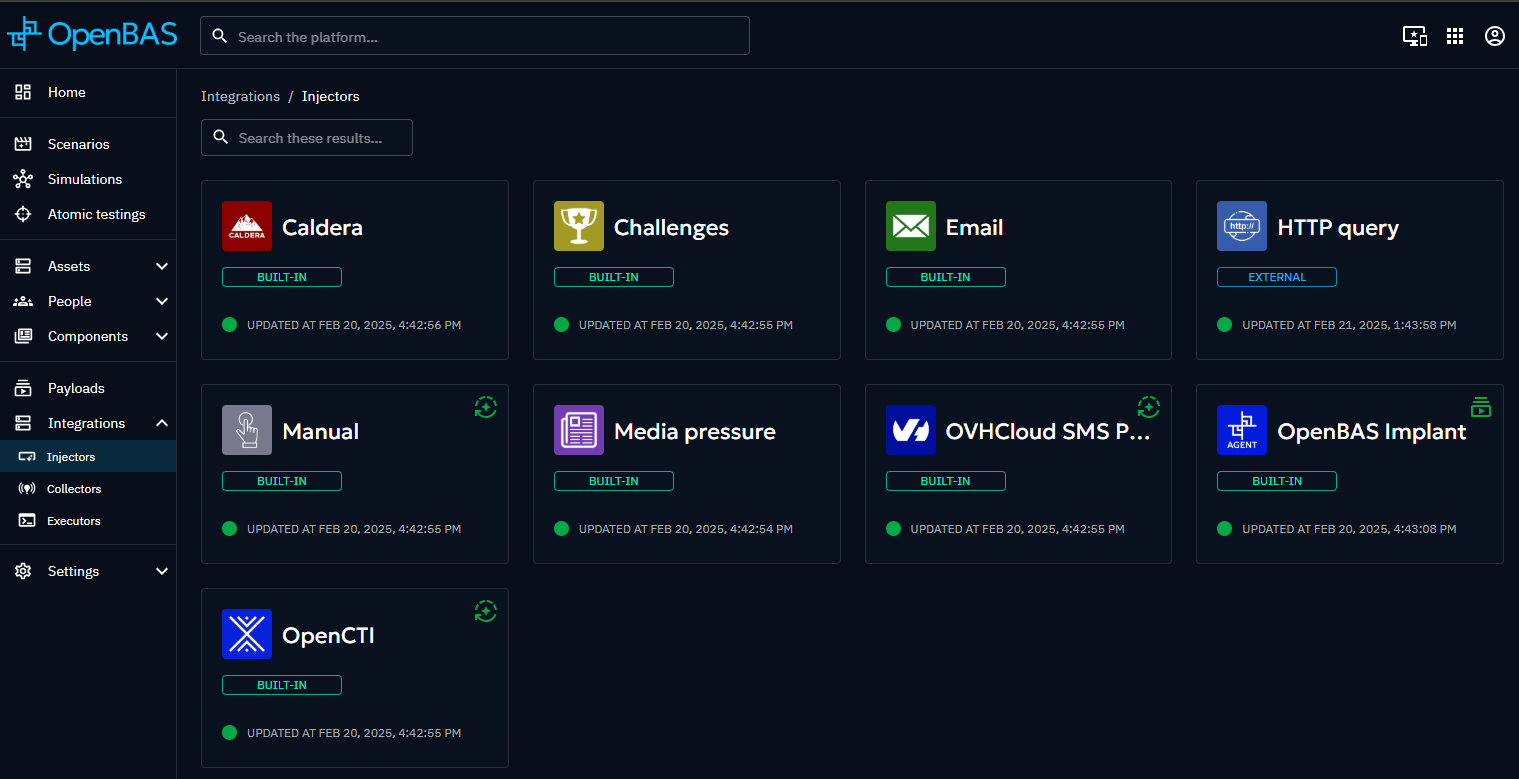 OpenBAS
Search the platform...
Home
Scenarios
Simulations
Atomic testings
Assets
People
Components
Payloads
Integrations
Injectors
Collectors
Executors
Settings
Integrations / Injectors
Search these results...
CALDERA
Caldera
BUILT-IN
UPDATED AT FEB 20, 2025, 4:42:56 PM
Challenges
BUILT-IN
UPDATED AT FEB 20, 2025, 4:42:55 PM
Email
BUILT-IN
UPDATED AT FEB 20, 2025, 4:42:55 PM
http://
HTTP query
EXTERNAL
UPDATED AT FEB 21, 2025, 1:43:58 PM
Manual
BUILT-IN
UPDATED AT FEB 20, 2025, 4:42:55 PM
Media pressure
BUILT-IN
UPDATED AT FEB 20, 2025, 4:42:54 PM
OVHCloud SMS P...
BUILT-IN
UPDATED AT FEB 20, 2025, 4:42:55 PM
AGENT
OpenBAS Implant
BUILT-IN
UPDATED AT FEB 20, 2025, 4:43:08 PM
OpenCTI
BUILT-IN
UPDATED AT FEB 20, 2025, 4:42:55 PM